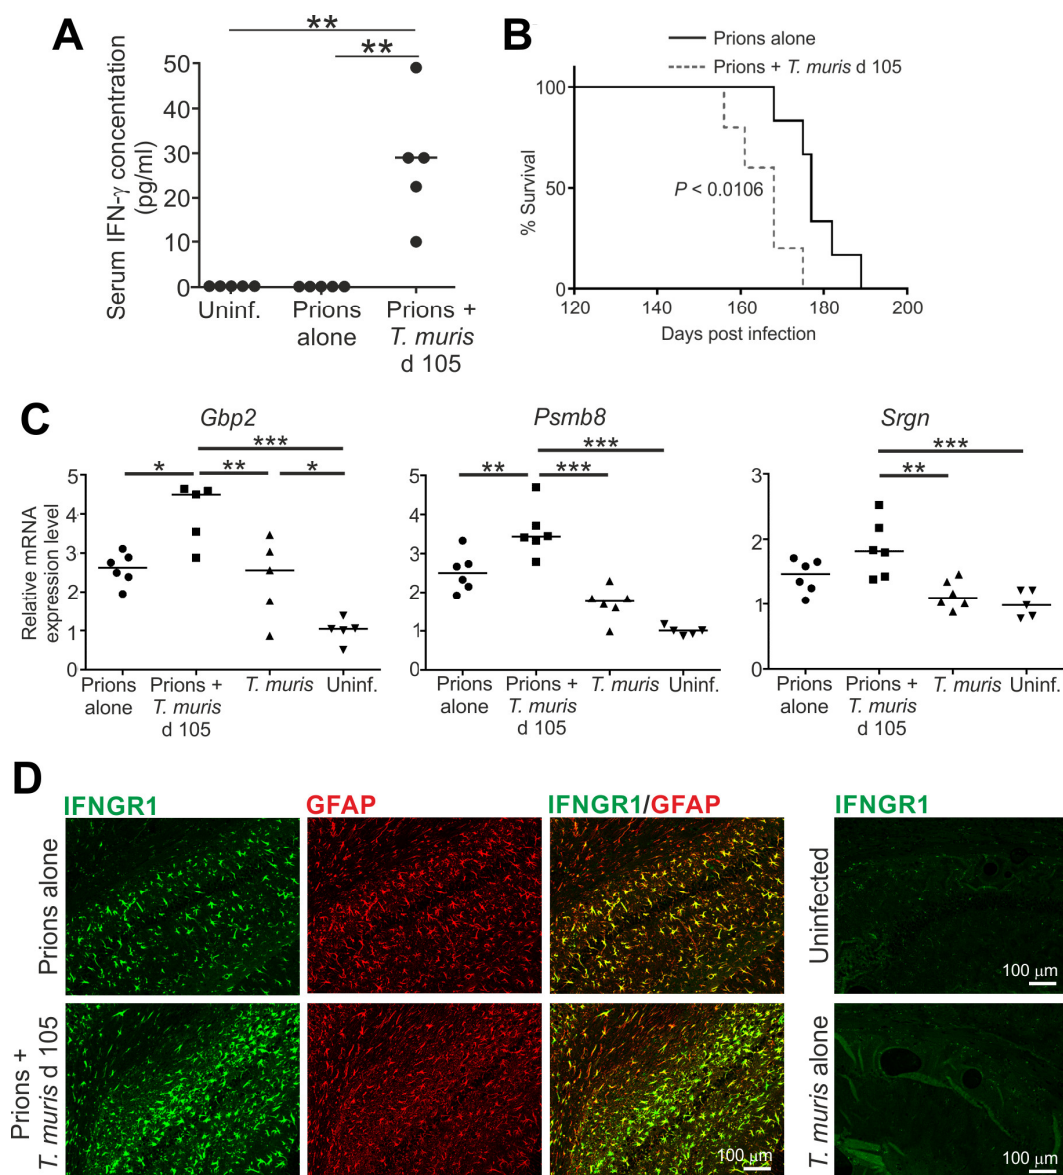 A
**
**
Serum IFN-γ concentration
(pg/ml)
50
40
30
20
10
0
Uninf.
Prions
alone
Prions +
T. muris
d 105
B
Prions alone
Prions + T. muris d 105
% Survival
100
50
0
P < 0.0106
120
140
160
180
200
Days post infection
C
Gbp2
***
*
**
*
Relative mRNA
expression level
5
4
3
2
1
0
Prions
alone
Prions +
T. muris
d 105
T. muris
Uninf.
Psmb8
***
**
***
5
4
3
2
1
0
Prions
alone
Prions +
T. muris
d 105
T. muris
Uninf.
Srgn
***
**
3
2
1
0
Prions
alone
Prions +
T. muris
d 105
T. muris
Uninf.
D
IFNGR1
GFAP
IFNGR1/GFAP
IFNGR1
Prions alone
Uninfected
100 μm
Prions +
T. muris d 105
100 μm
T. muris alone
100 μm